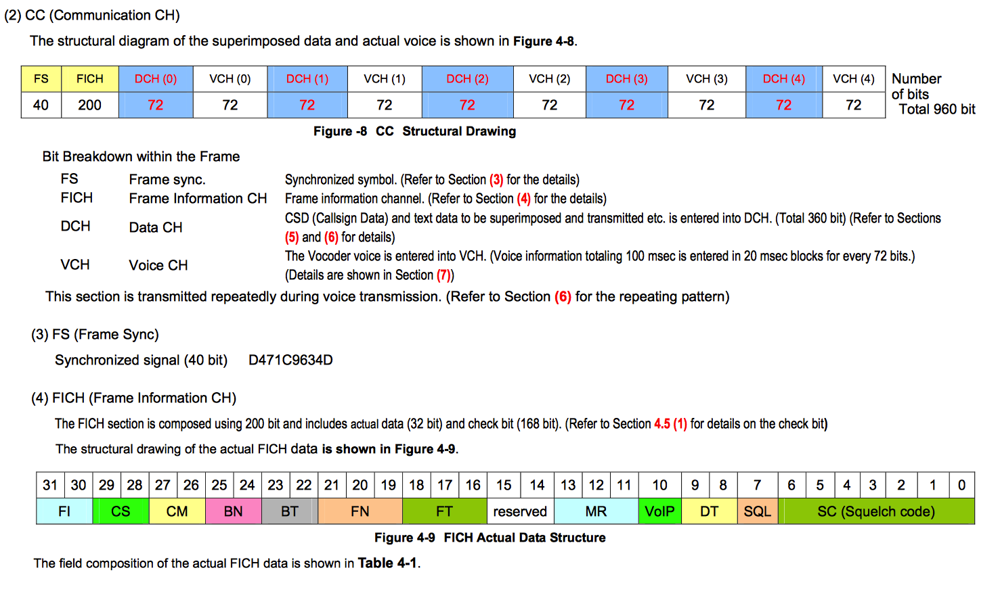 (2) CC (Communication CH)
The structural diagram of the superimposed data and actual voice is shown in Figure 4-8.
FS FICH DCH (0) VCH (0) DCH (1) VCH (1) DCH (2) VCH (2) DCH (3) VCH (3) DCH (4) VCH (4) Number
of bits
40 200 72 72 72 72 72 72 72 72 72 72 Total 960 bit
Figure -8 CC Structural Drawing
Bit Breakdown within the Frame
FS Frame sync. Synchronized symbol. (Refer to Section (3) for the details)
FICH Frame Information CH Frame information channel. (Refer to Section (4) for the details)
DCH Data CH CSD (Callsign Data) and text data to be superimposed and transmitted etc. is entered into DCH. (Total 360 bit) (Refer to Sections
(5) and (6) for details)
VCH Voice CH The Vocoder voice is entered into VCH. (Voice information totaling 100 msec is entered in 20 msec blocks for every 72 bits.)
(Details are shown in Section (7))
This section is transmitted repeatedly during voice transmission. (Refer to Section (6) for the repeating pattern)
(3) FS (Frame Sync)
Synchronized signal (40 bit) D471C9634D
(4) FICH (Frame Information CH)
The FICH section is composed using 200 bit and includes actual data (32 bit) and check bit (168 bit). (Refer to Section 4.5 (1) for details on the check bit)
The structural drawing of the actual FICH data is shown in Figure 4-9.
31 30 29 28 27 26 25 24 23 22 21 20 19 18 17 16 15 14 13 12 11 10 9 8 7 6 5 4 3 2 1 0
FI CS CM BN BT FN FT reserved MR VoIP DT SQL SC (Squelch code)
Figure 4-9 FICH Actual Data Structure
The field composition of the actual FICH data is shown in Table 4-1.